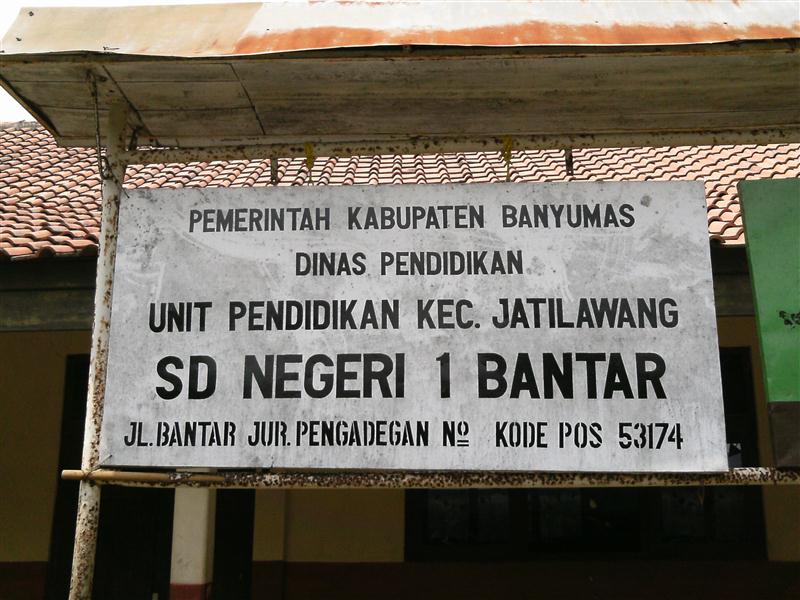 PEMERINTAH KABUPATEN BANYUMAS
DINAS PENDIDIKAN
UNIT PENDIDIKAN KEC. JATILAWANG
SD NEGERI 1 BANTAR
JL. BANTAR JUR. PENGADEGAN Nº KODE POS 53174